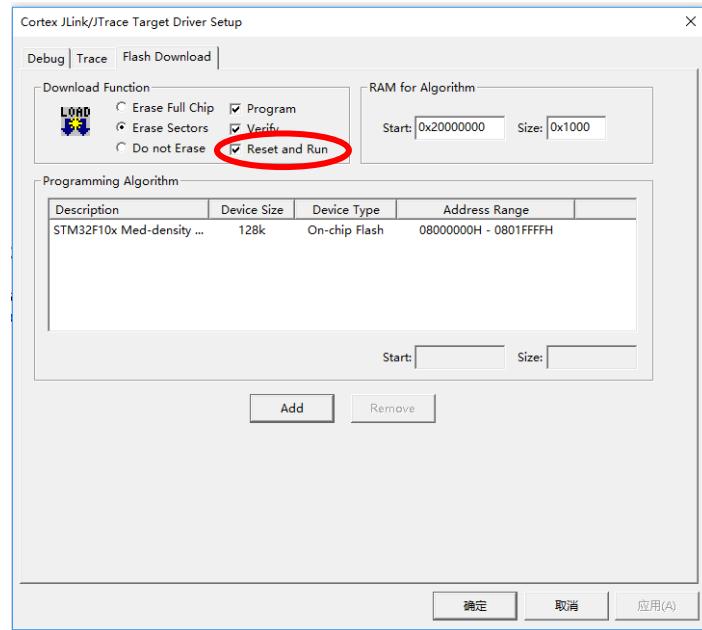 Cortex JLink/JTrace Target Driver Setup
Debug Trace Flash Download
Download Function
RAM for Algorithm
LOAD
Erase Full Chip Program
Erase Sectors Verify
Start: 0x20000000 Size: 0x1000
Do not Erase Reset and Run
Programming Algorithm
Description Device Size Device Type Address Range
STM32F10x Med-density ... 128k On-chip Flash 08000000H - 0801FFFFH
Start: Size:
Add Remove
确定 取消 应用(A)